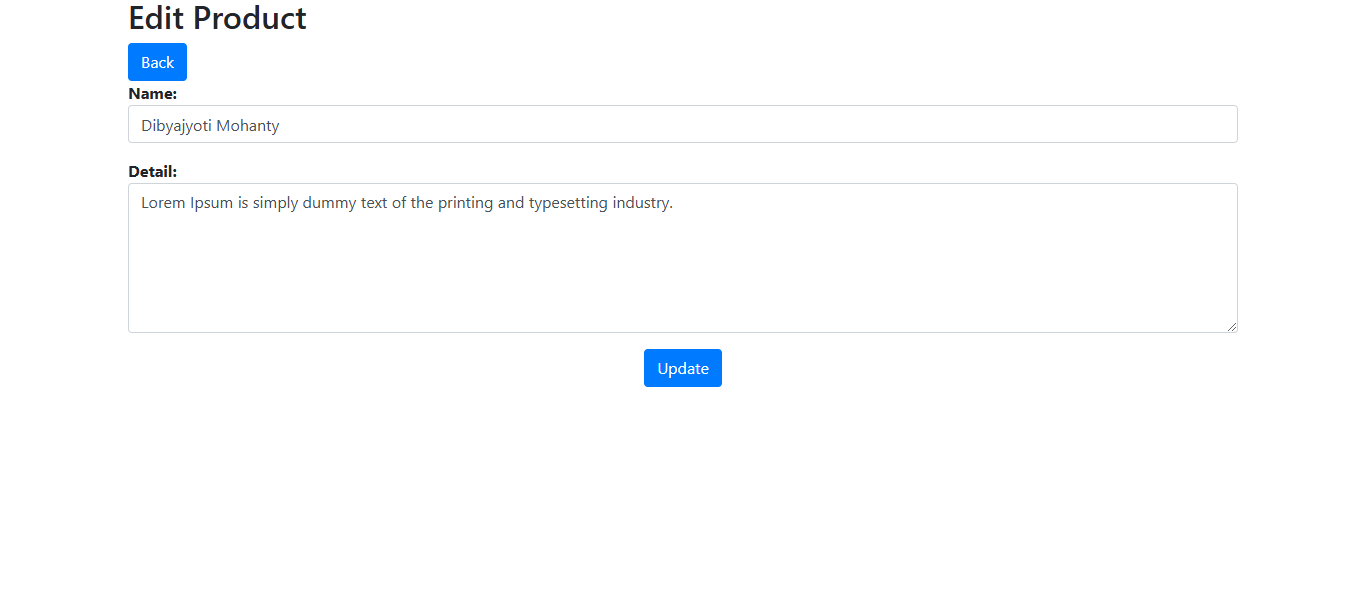 Edit Product
Back
Name:
Dibyajyoti Mohanty
Detail:
Lorem Ipsum is simply dummy text of the printing and typesetting industry.
Update